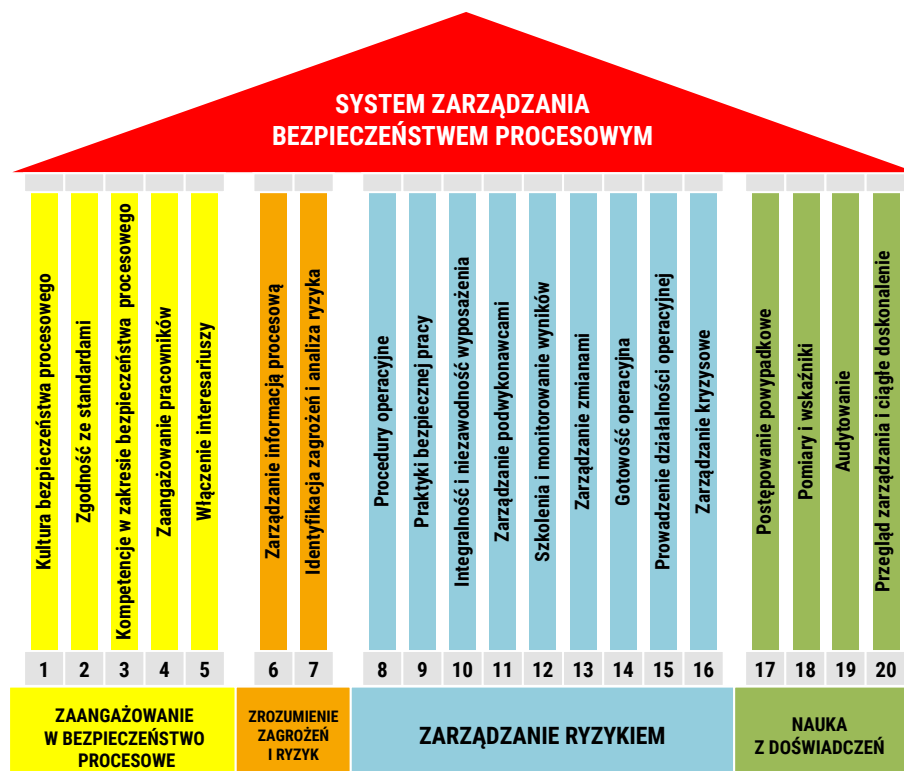 SYSTEM ZARZĄDZANIA
BEZPIECZEŃSTWEM PROCESOWYM
Kultura bezpieczeństwa procesowego
Zgodność ze standardami
Kompetencje w zakresie bezpieczeństwa procesowego
Zaangażowanie pracowników
Włączenie interesariuszy
Zarządzanie informacją procesową
Identyfikacja zagrożeń i analiza ryzyka
Procedury operacyjne
Praktyki bezpiecznej pracy
Integralność i niezawodność wyposażenia
Zarządzanie podwykonawcami
Szkolenia i monitorowanie wyników
Zarządzanie zmianami
Gotowość operacyjna
Prowadzenie działalności operacyjnej
Zarządzanie kryzysowe
Postępowanie powypadkowe
Pomiary i wskaźniki
Audytowanie
Przegląd zarządzania i ciągłe doskonalenie
1 2 3 4 5 6 7 8 9 10 11 12 13 14 15 16 17 18 19 20
ZAANGAŻOWANIE
W BEZPIECZEŃSTWO
PROCESOWE
ZROZUMIENIE
ZAGROŻEŃ
I RYZYK
ZARZĄDZANIE RYZYKIEM
NAUKA
Z DOŚWIADCZEŃ